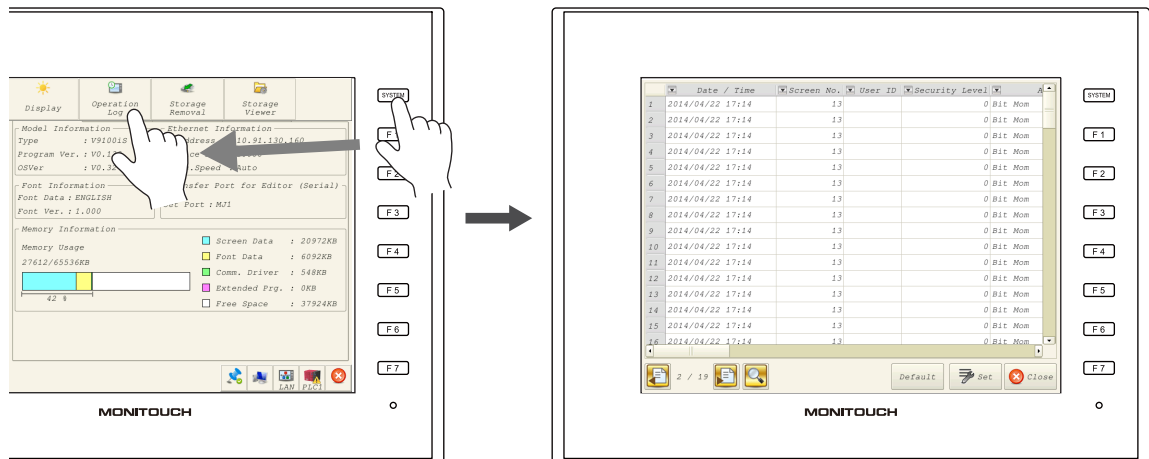 Display
Operation Log
Storage Removal
Storage Viewer
Model Information
Type : V9100iS
Program Ver. : V0.1
OSVer : V0.32
Ethernet Information
10.91.130.160
.Speed : Auto
Font Information
Font Data : ENGLISH
Font Ver. : 1.000
nsfer Port for Editor (Serial)
Port : MJ1
Memory Information
Memory Usage
27612/65536KB
42 %
Screen Data : 20972KB
Font Data : 6092KB
Comm. Driver : 548KB
Extended Prg. : 0KB
Free Space : 37924KB
LAN PLC1
MONITOUCH
SYSTEM
F
F2
F3
F4
F5
F6
F7
Date / Time Screen No. User ID Security Level A
1 2014/04/22 17:14 13 0 Bit Mom
2 2014/04/22 17:14 13 0 Bit Mom
3 2014/04/22 17:14 13 0 Bit Mom
4 2014/04/22 17:14 13 0 Bit Mom
5 2014/04/22 17:14 13 0 Bit Mom
6 2014/04/22 17:14 13 0 Bit Mom
7 2014/04/22 17:14 13 0 Bit Mom
8 2014/04/22 17:14 13 0 Bit Mom
9 2014/04/22 17:14 13 0 Bit Mom
10 2014/04/22 17:14 13 0 Bit Mom
11 2014/04/22 17:14 13 0 Bit Mom
12 2014/04/22 17:14 13 0 Bit Mom
13 2014/04/22 17:14 13 0 Bit Mom
14 2014/04/22 17:14 13 0 Bit Mom
15 2014/04/22 17:14 13 0 Bit Mom
16 2014/04/22 17:14 13 0 Bit Mom
2 / 19
Default
Set
Close
MONITOUCH
SYSTEM
F1
F2
F3
F4
F5
F6
F7